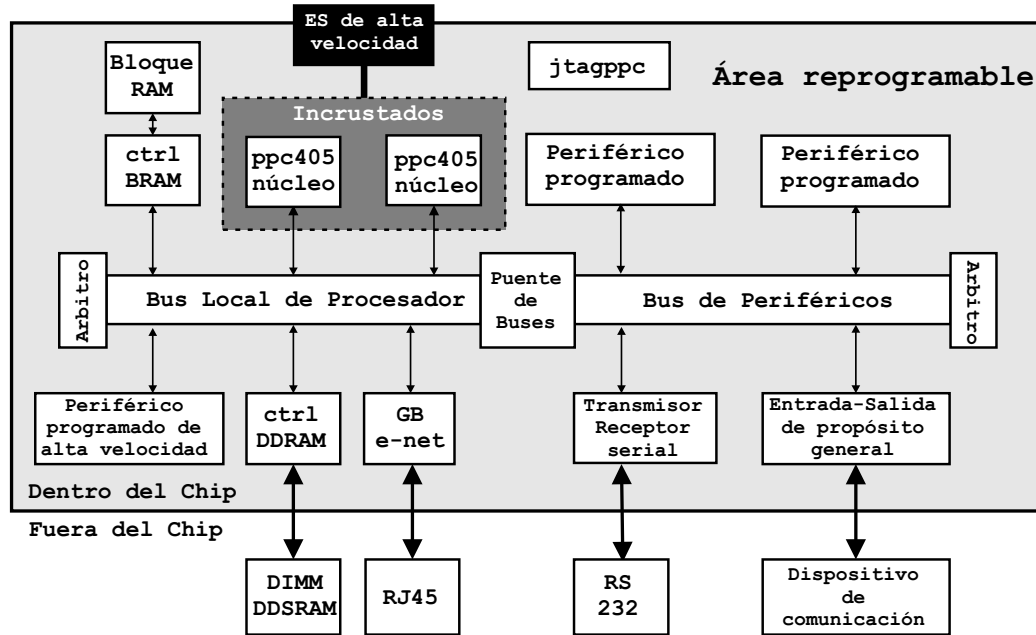 ES de alta
velocidad
Bloque
RAM
jtagppc
Área reprogramable
Incrustados
ctrl
BRAM
ppc405
núcleo
ppc405
núcleo
Periférico
programado
Periférico
programado
Arbitro
Bus Local de Procesador
Puente
de
Buses
Bus de Periféricos
Arbitro
Periférico
programado de
alta velocidad
ctrl
DDRAM
GB
e-net
Transmisor
Receptor
serial
Entrada-Salida
de propósito
general
Dentro del Chip
Fuera del Chip
DIMM
DDSRAM
RJ45
RS
232
Dispositivo
de
comunicación